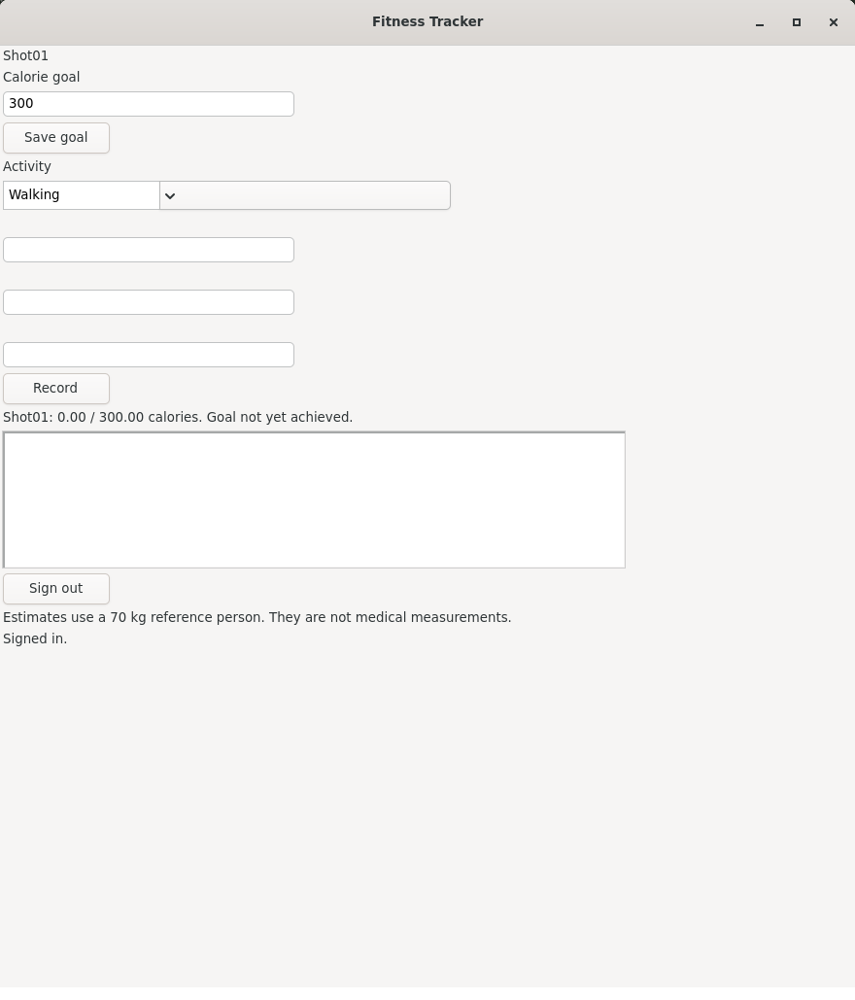 Fitness Tracker
Shot01
Calorie goal
300
Save goal
Activity
Walking
Record
Shot01: 0.00 / 300.00 calories. Goal not yet achieved.
Sign out
Estimates use a 70 kg reference person. They are not medical measurements.
Signed in.